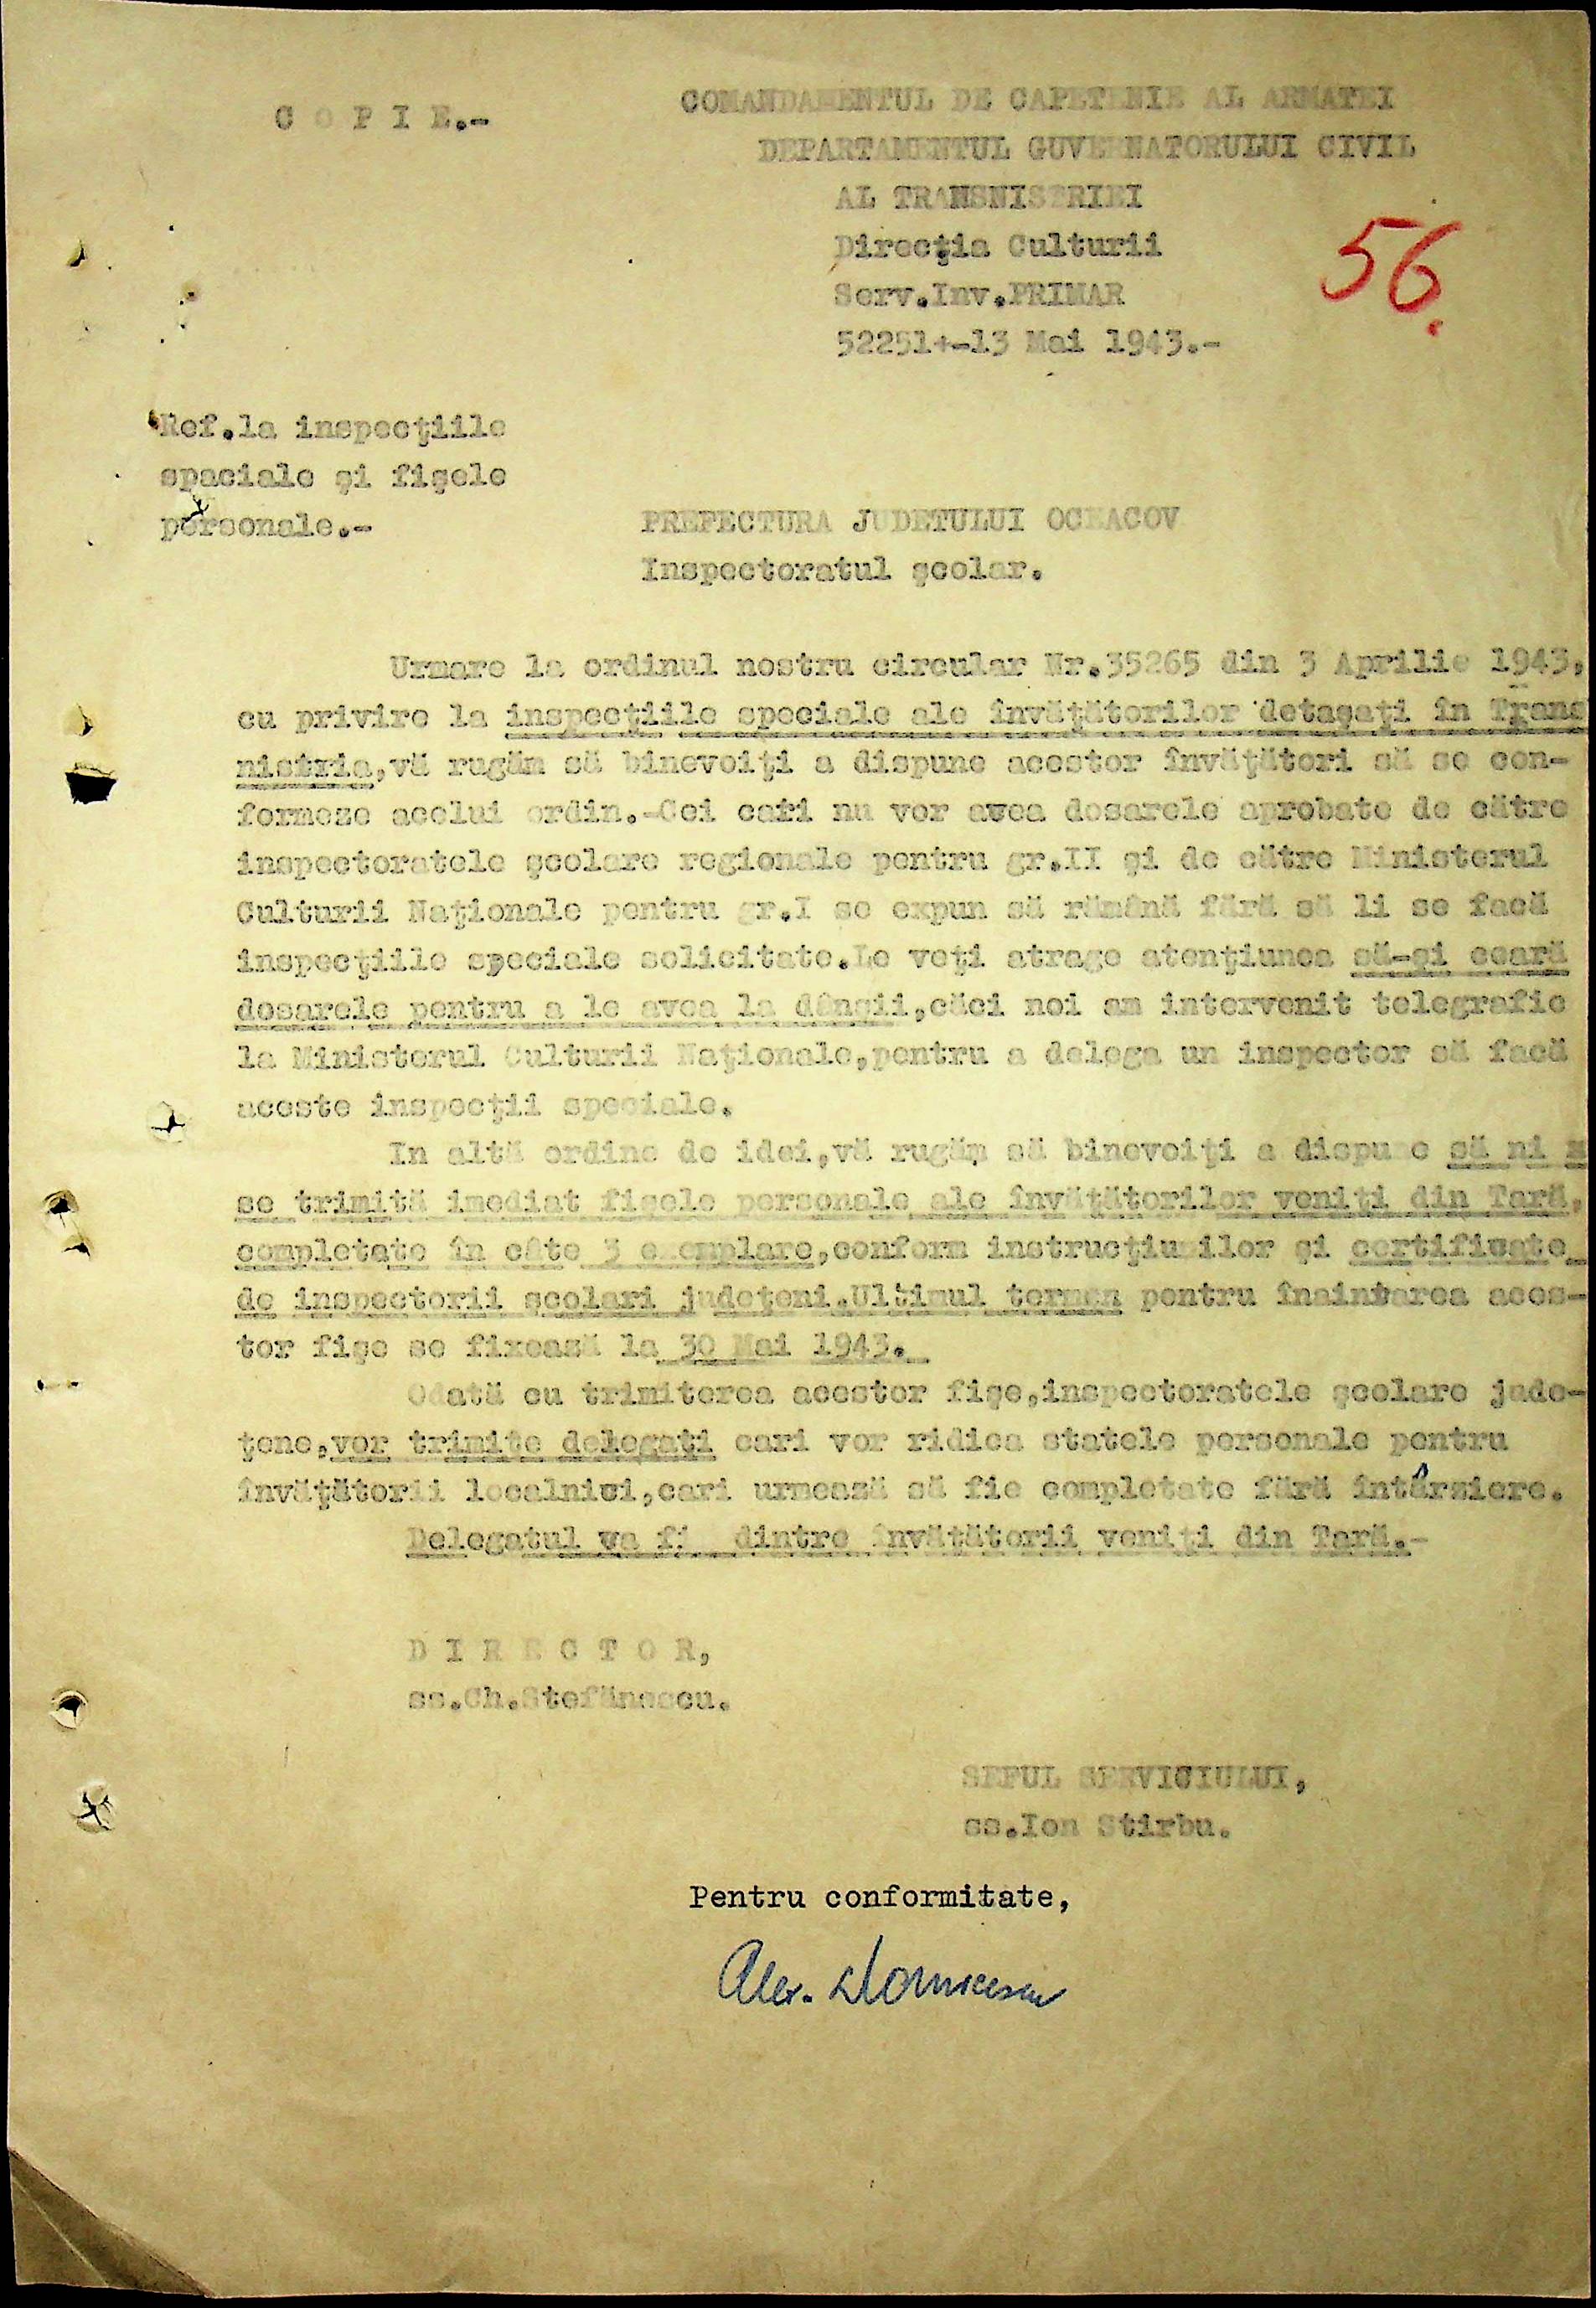 C O P I E.-
COMANDAMENTUL DE CAPETENIE AL ARMATEI
DEPARTAMENTUL GUVERNATORULUI CIVIL
AL TRANSNISTRIEI
Direcţia Culturii
Serv.Inv.PRIMAR
56.
52251+-13 Mai 1943.-
Ref.la inspecţiile
spaciale şi fişele
personale.-
PREFECTURA JUDETULUI OCEACOV
Inspectoratul şcolar.
Urmare la ordinul nostru circular Nr.35265 din 3 Aprilie 1943,
cu privire la inspecţiile speciale ale învăţătorilor detaşaţi în Trans
nistria,vă rugăm să binevoiţi a dispune acestor învăţători să se con-
formeze acelui ordin.-Cei cari nu vor avea dosarele aprobate de către
inspectoratele şcolare regionale pentru gr.II şi de către Ministerul
Culturii Naţionale pentru gr.I se expun să rămână fără să li se facă
inspecţiile speciale solicitate.Le veţi atrage atenţiunea să-şi ceară
dosarele pentru a le avea la dânşii,căci noi am intervenit telegrafic
la Ministerul Culturii Naţionale,pentru a delega un inspector să facă
aceste inspecţii speciale.
In altă ordine de idei,vă rugăm să binevoiţi a dispune să ni
se trimită imediat fişele personale ale învăţătorilor veniţi din Tară,
completate în câte 3 exemplare,conform instrucţiunilor şi certificate
de inspectorii şcolari judeţeni.Ultimul termen pentru înaintarea aces-
tor fişe se fixează la 30 Mai 1943.
Odată cu trimiterea acestor fişe,inspectoratele şcolare jude-
ţene,vor trimite delegaţi cari vor ridica statele personale pentru
învăţătorii localnici,cari urmează să fie completate fără întârziere.
Delegatul va fi dintre învăţătorii veniţi din Tară.-
D I R E C T O R,
ss.Gh.Stefănescu.
SEFUL SERVICIULUI,
ss.Ion Stirbu.
Pentru conformitate,
Alex.